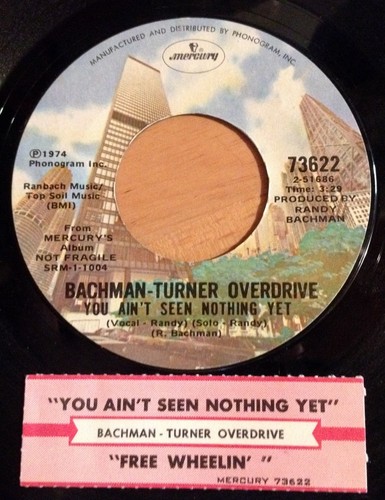 MANUFACTURED AND DISTRIBUTED BY PHONOGRAM, INC.
mercury
℗1974
Phonogram Inc.
Ranbach Music/
Top Soil Music
(BMI)
From
MERCURY'S
Album
NOT FRAGILE
SRM-1-1004
73622
2-51686
Time: 3:29
PRODUCED BY
RANDY
BACHMAN
BACHMAN-TURNER OVERDRIVE
YOU AIN'T SEEN NOTHING YET
(Vocal - Randy) (Solo - Randy)
(R. Bachman)
"YOU AIN'T SEEN NOTHING YET"
BACHMAN - TURNER OVERDRIVE
"FREE WHEELIN' "
MERCURY 73622